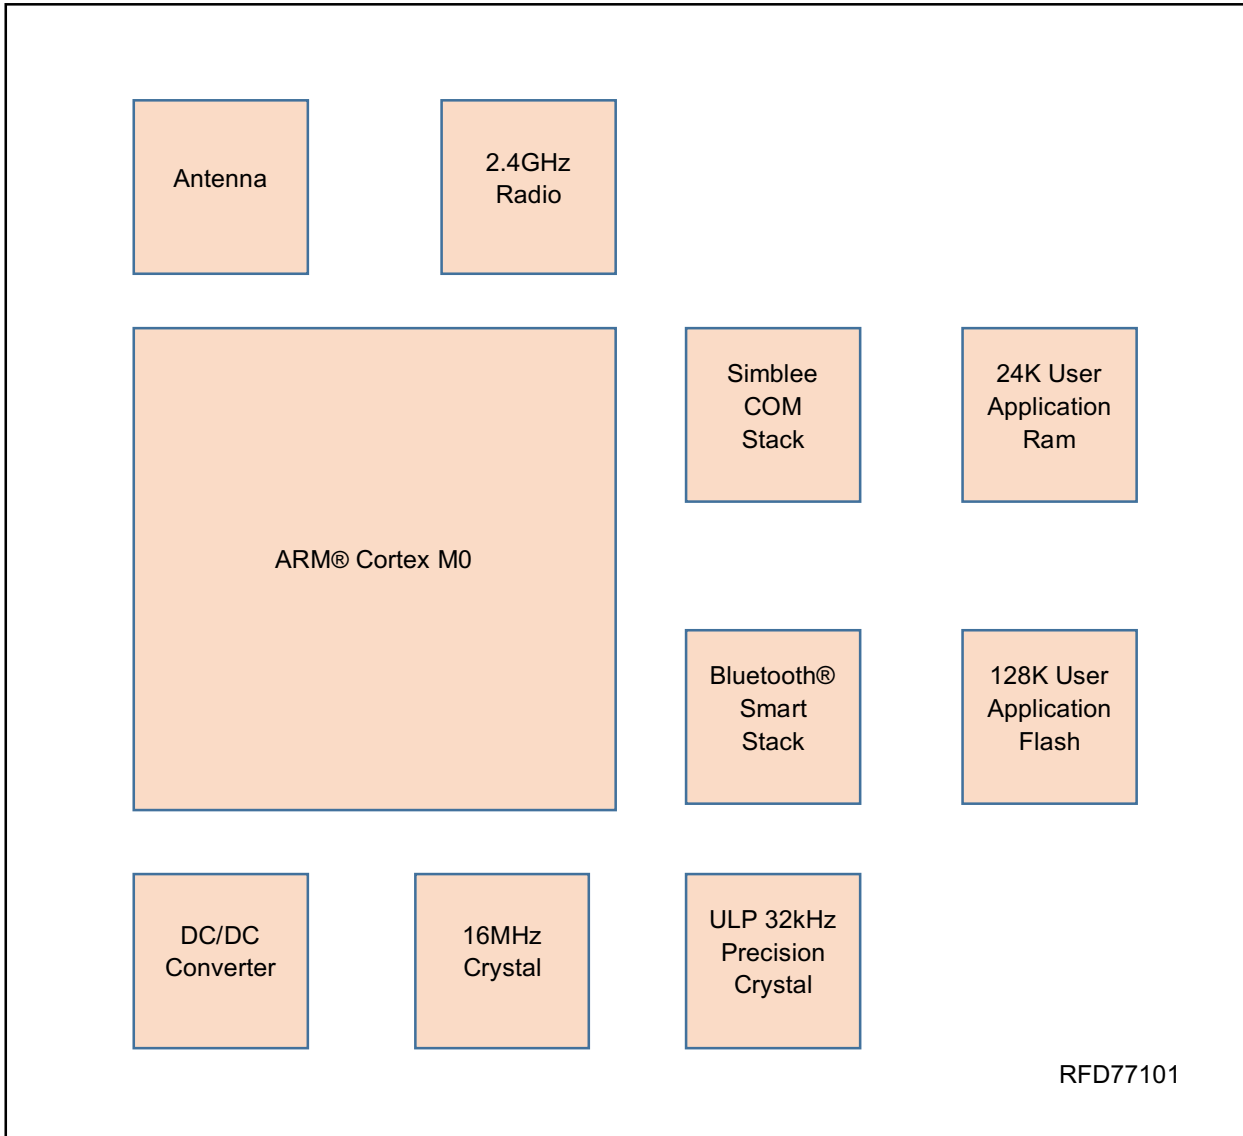 Antenna
2.4GHz
Radio
ARM® Cortex M0
Simblee
COM
Stack
24K User
Application
Ram
Bluetooth®
Smart
Stack
128K User
Application
Flash
DC/DC
Converter
16MHz
Crystal
ULP 32kHz
Precision
Crystal
RFD77101